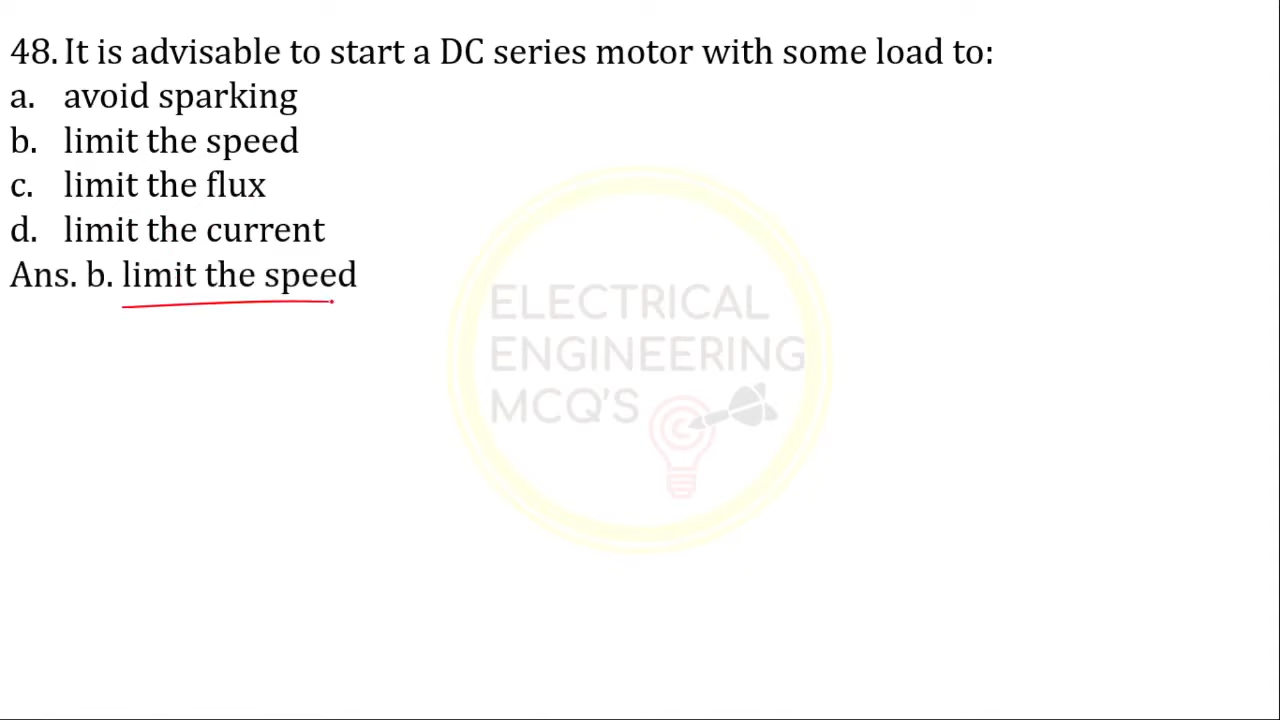 48. It is advisable to start a DC series motor with some load to:
a. avoid sparking
b. limit the speed
c. limit the flux
d. limit the current
Ans. b. limit the speed
ELECTRICAL
ENGINEERING
MCQ'S